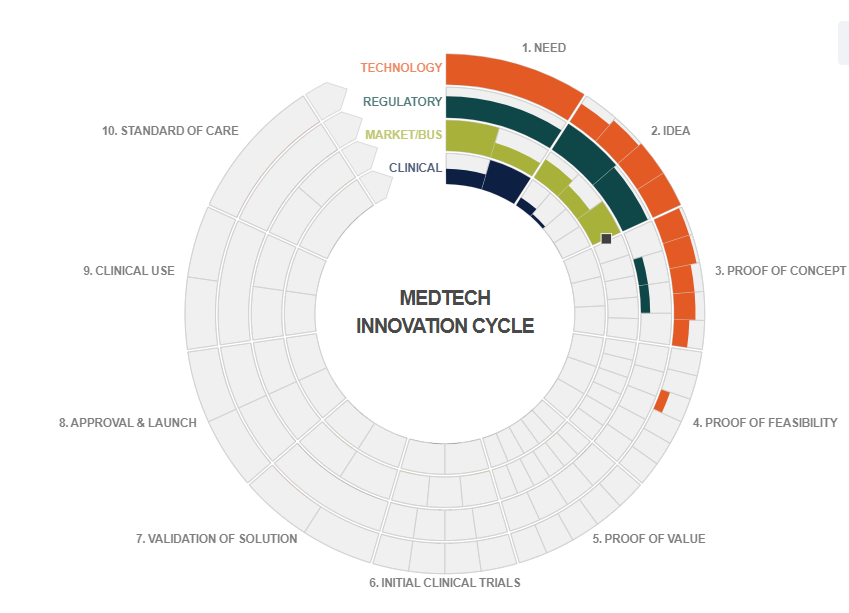 1. NEED
TECHNOLOGY
REGULATORY
MARKET/BUS
CLINICAL
2. IDEA
10. STANDARD OF CARE
9. CLINICAL USE
3. PROOF OF CONCEPT
MEDTECH
INNOVATION CYCLE
8. APPROVAL & LAUNCH
4. PROOF OF FEASIBILITY
7. VALIDATION OF SOLUTION
5. PROOF OF VALUE
6. INITIAL CLINICAL TRIALS